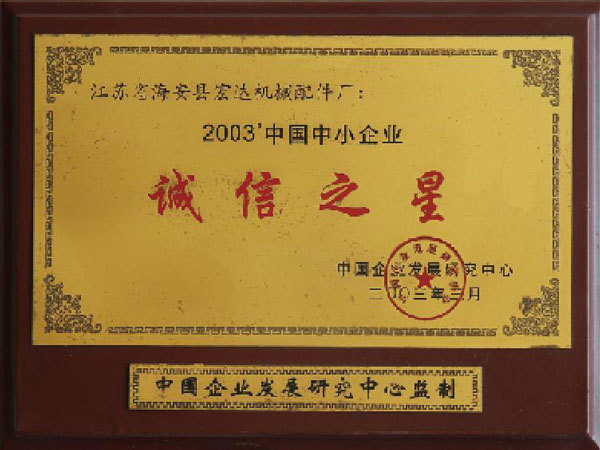 江苏省海安县宏达机械配件厂：
2003'中国中小企业
诚信之星
中国企业发展研究中心
二〇〇三年三月
中国企业发展研究中心监制